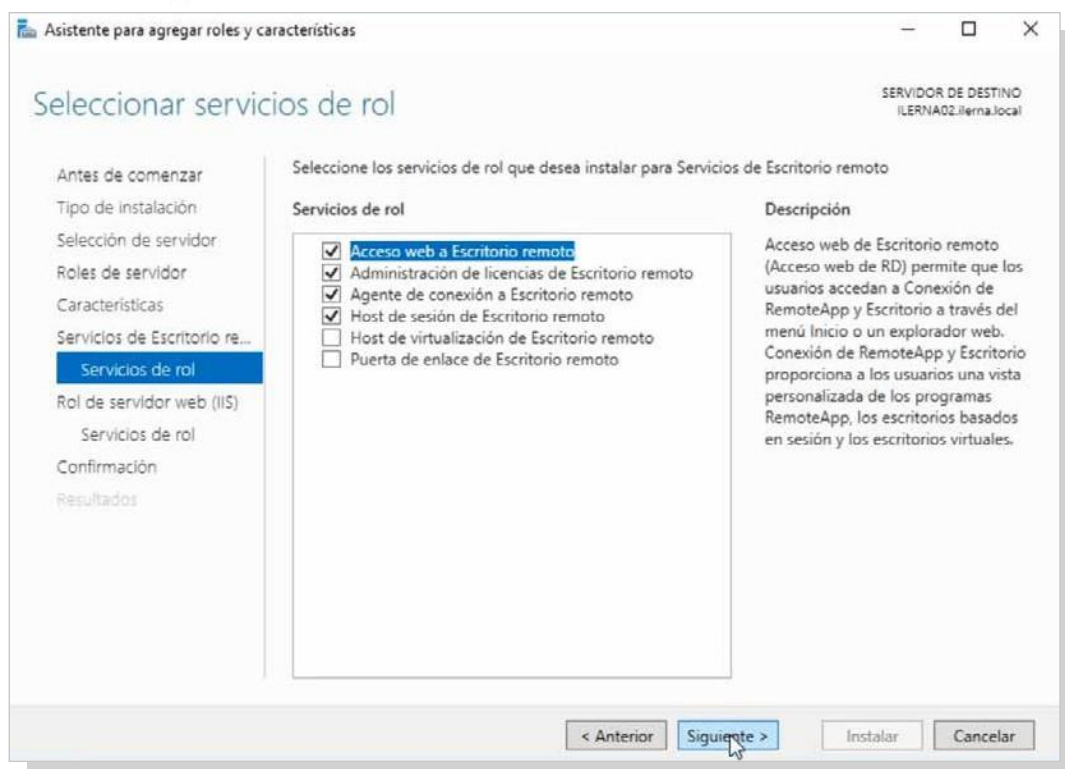 Asistente para agregar roles y características
Seleccionar servicios de rol
SERVIDOR DE DESTINO
ILERNA02.ilerna.local
Antes de comenzar
Tipo de instalación
Selección de servidor
Roles de servidor
Características
Servicios de Escritorio re...
Servicios de rol
Rol de servidor web (IIS)
Servicios de rol
Confirmación
Resultados
Seleccione los servicios de rol que desea instalar para Servicios de Escritorio remoto
Servicios de rol
Acceso web a Escritorio remoto
Administración de licencias de Escritorio remoto
Agente de conexión a Escritorio remoto
Host de sesión de Escritorio remoto
Host de virtualización de Escritorio remoto
Puerta de enlace de Escritorio remoto
Descripción
Acceso web de Escritorio remoto
(Acceso web de RD) permite que los
usuarios accedan a Conexión de
RemoteApp y Escritorio a través del
menú Inicio o un explorador web.
Conexión de RemoteApp y Escritorio
proporciona a los usuarios una vista
personalizada de los programas
RemoteApp, los escritorios basados
en sesión y los escritorios virtuales.
< Anterior
Siguiente >
Instalar
Cancelar